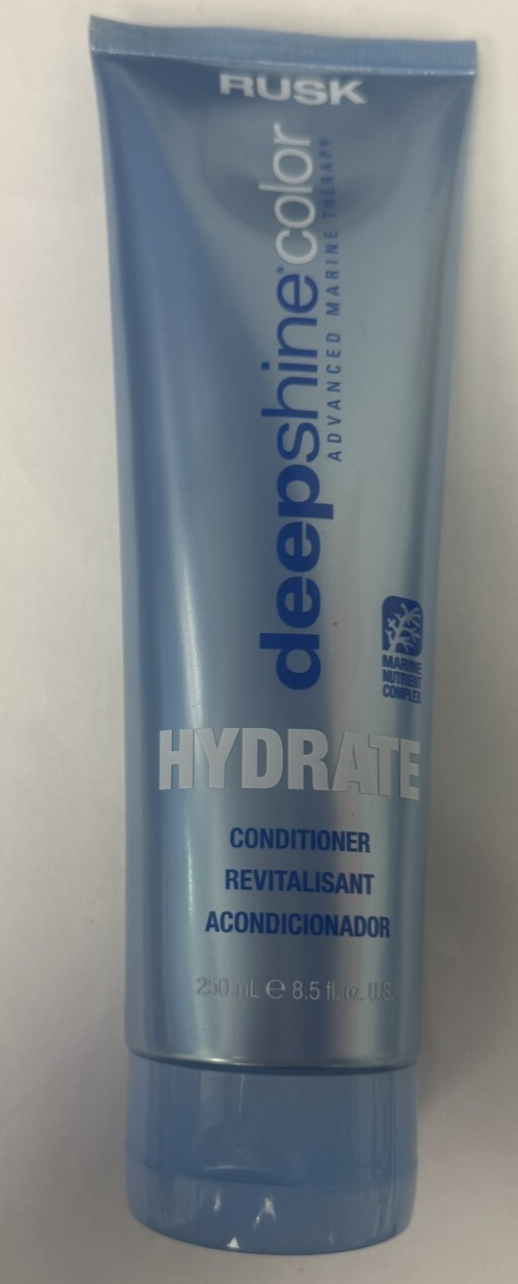 RUSK
deepshine® color
ADVANCED MARINE THERAPY
MARINE
NUTRIENT
COMPLEX
HYDRATE
CONDITIONER
REVITALISANT
ACONDICIONADOR
250 mL ℮ 8.5 fl. oz. U.S.